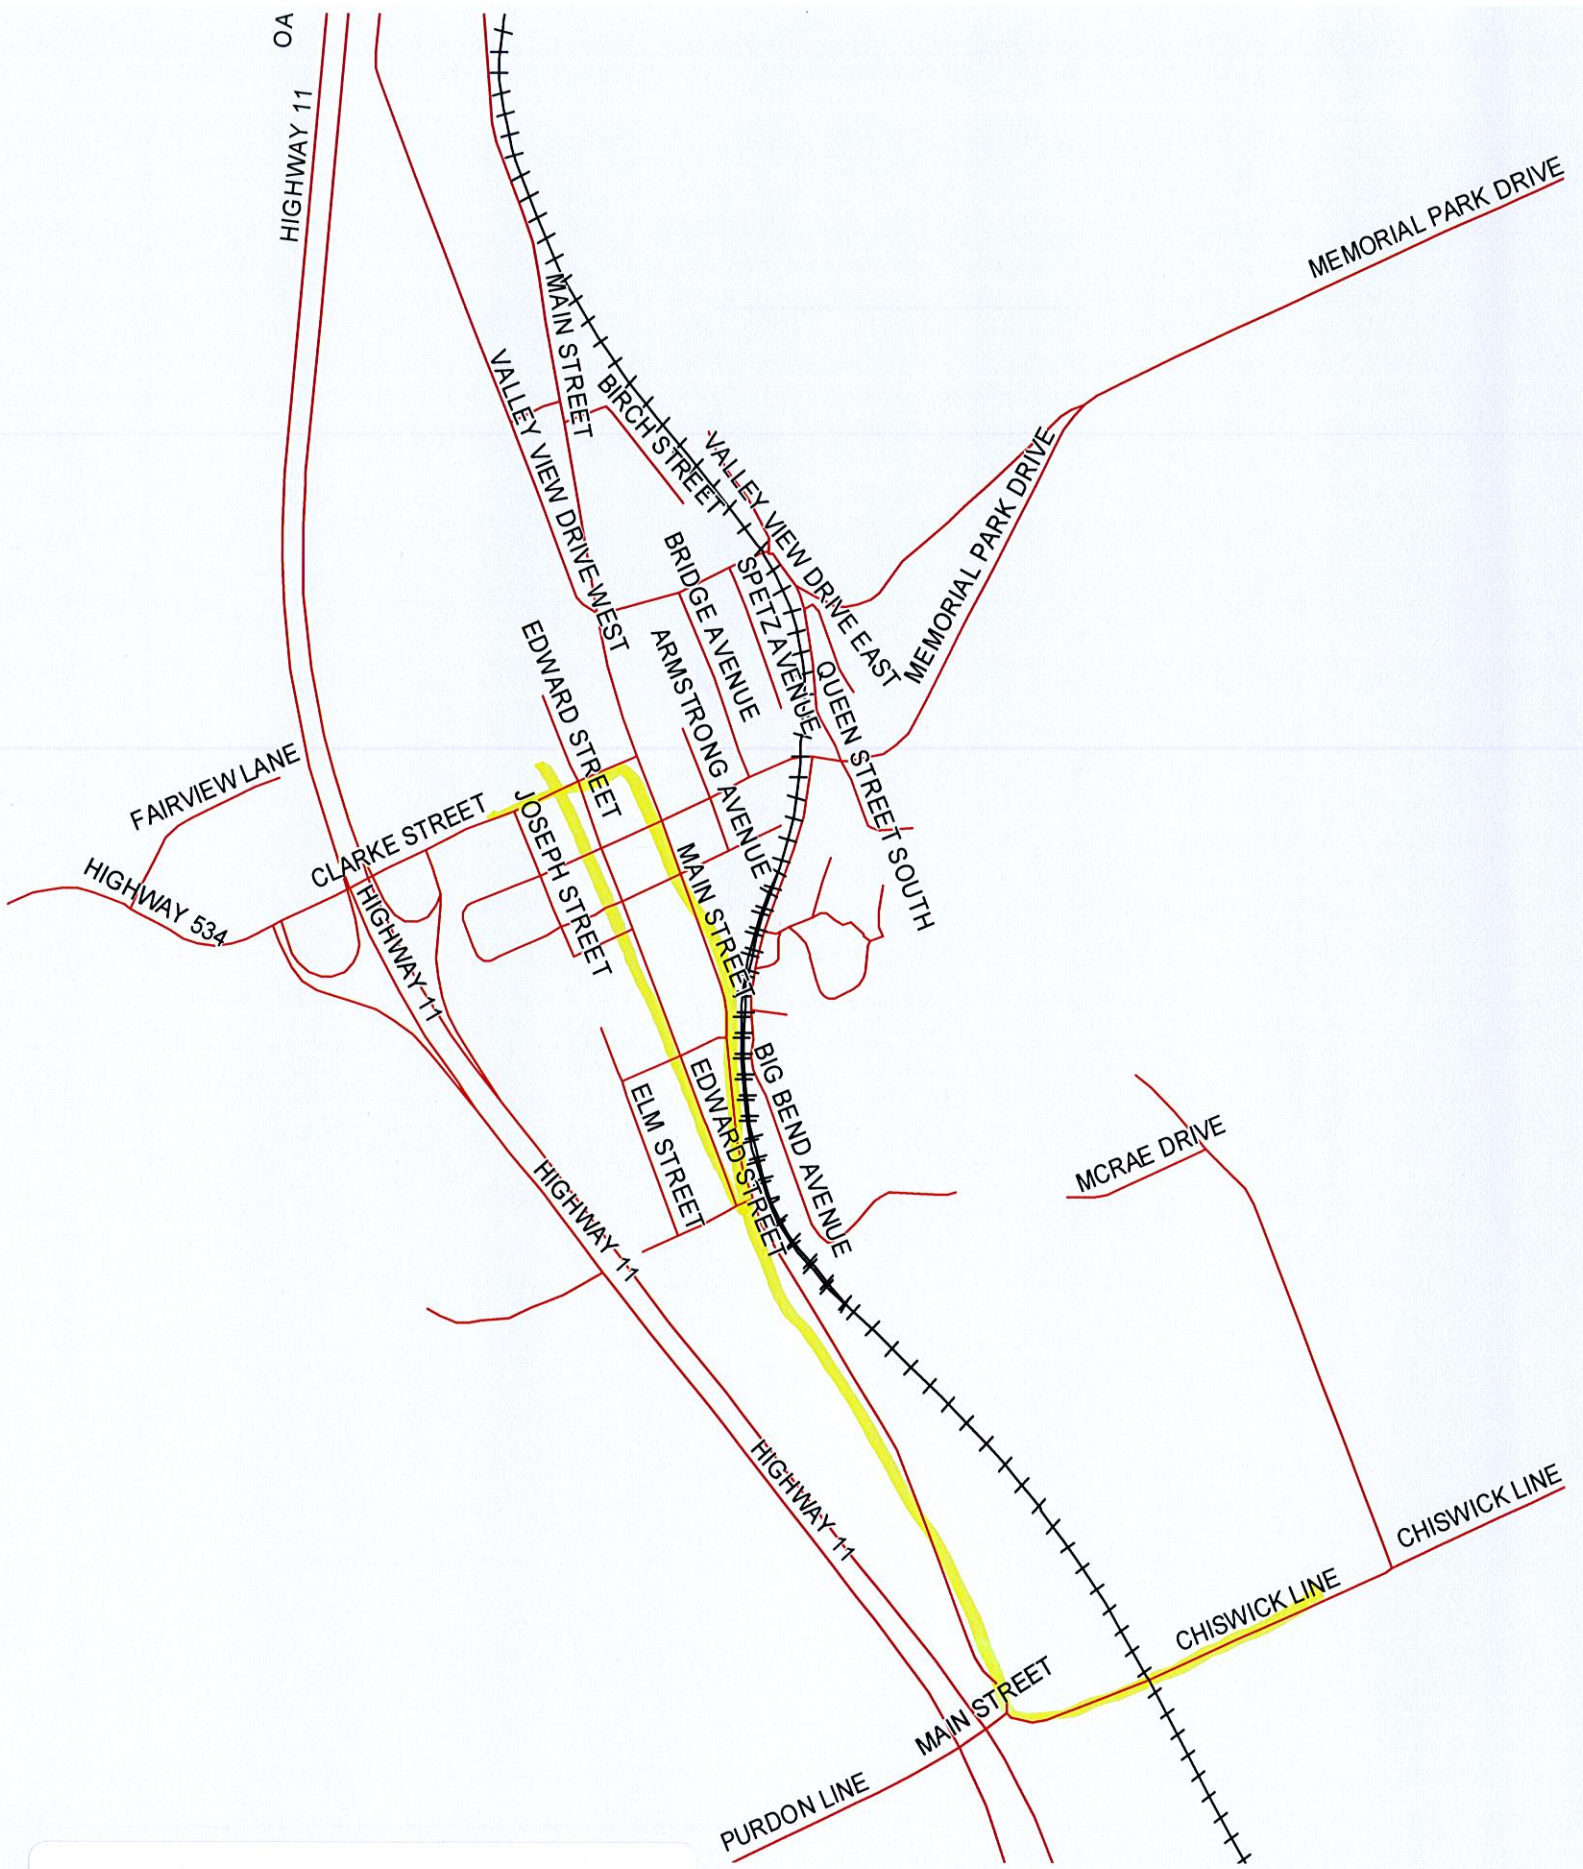 OA
HIGHWAY 11
MEMORIAL PARK DRIVE
MAIN STREET
VALLEY VIEW DRIVE WEST
BIRCH STREET
VALLEY VIEW DRIVE EAST
MEMORIAL PARK DRIVE
BRIDGE AVENUE
SPETZ AVENUE
EDWARD STREET
ARMSTRONG AVENUE
QUEEN STREET SOUTH
FAIRVIEW LANE
CLARKE STREET
JOSEPH STREET
MAIN STREET
HIGHWAY 534
HIGHWAY 11
BIG BEND AVENUE
EDWARD STREET
ELM STREET
MCRAE DRIVE
HIGHWAY 11
HIGHWAY 11
CHISWICK LINE
CHISWICK LINE
MAIN STREET
PURDON LINE